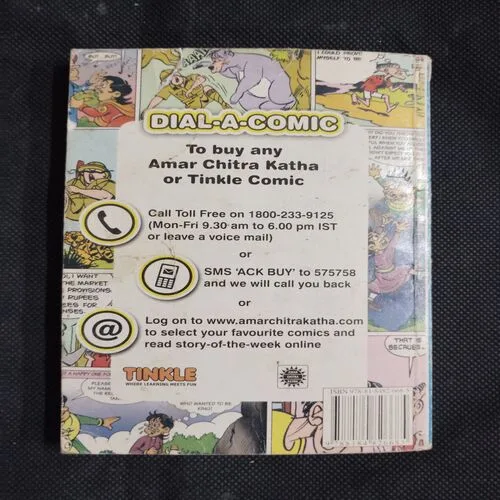 BUT... BUT...
I COULD PROVE
MYSELF TO BE
DIAL-A-COMIC
To buy any
Amar Chitra Katha
or Tinkle Comic
Call Toll Free on 1800-233-9125
(Mon-Fri 9.30 am to 6.00 pm IST
or leave a voice mail)
or
SMS 'ACK BUY' to 575758
and we will call you back
or
Log on to www.amarchitrakatha.com
to select your favourite comics and
read story-of-the-week online
I WANT
THE MARKET
PROVISIONS
RUPEES
FOR
THAT IS
BECAUSE..
TINKLE
WHERE LEARNING MEETS FUN
PLEASE
MY NAME
WHO WANTED TO BE
KING!